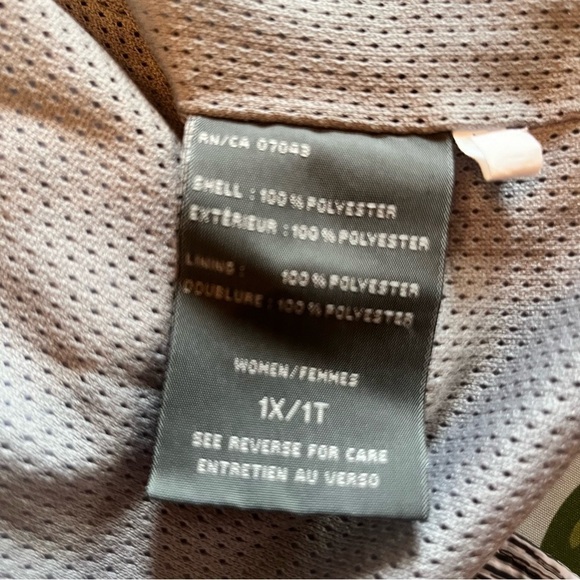 RN/CA 07043
SHELL : 100 % POLYESTER
EXTÉRIEUR : 100 % POLYESTER
LINING : 100 % POLYESTER
DOUBLURE : 100 % POLYESTER
WOMEN/FEMMES
1X/1T
SEE REVERSE FOR CARE
ENTRETIEN AU VERSO